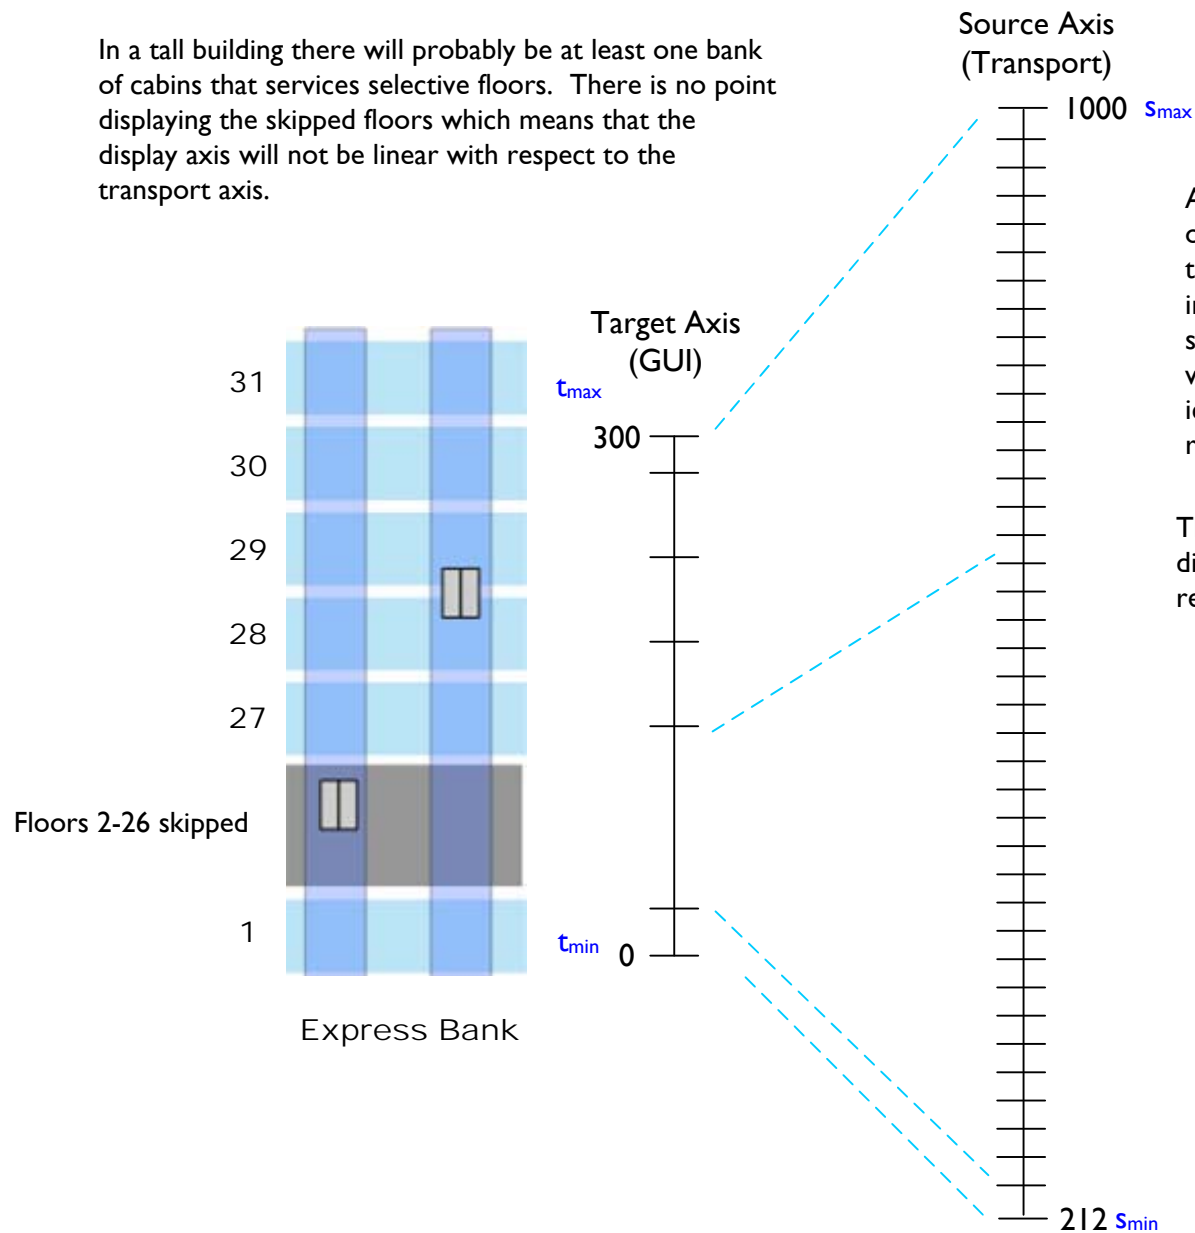 In a tall building there will probably be at least one bank
of cabins that services selective floors. There is no point
displaying the skipped floors which means that the
display axis will not be linear with respect to the
transport axis.
Source Axis
(Transport)
1000 smax
Target Axis
(GUI)
tmax
300
31
30
29
28
27
Floors 2-26 skipped
1
tmin 0
Express Bank
212 smin